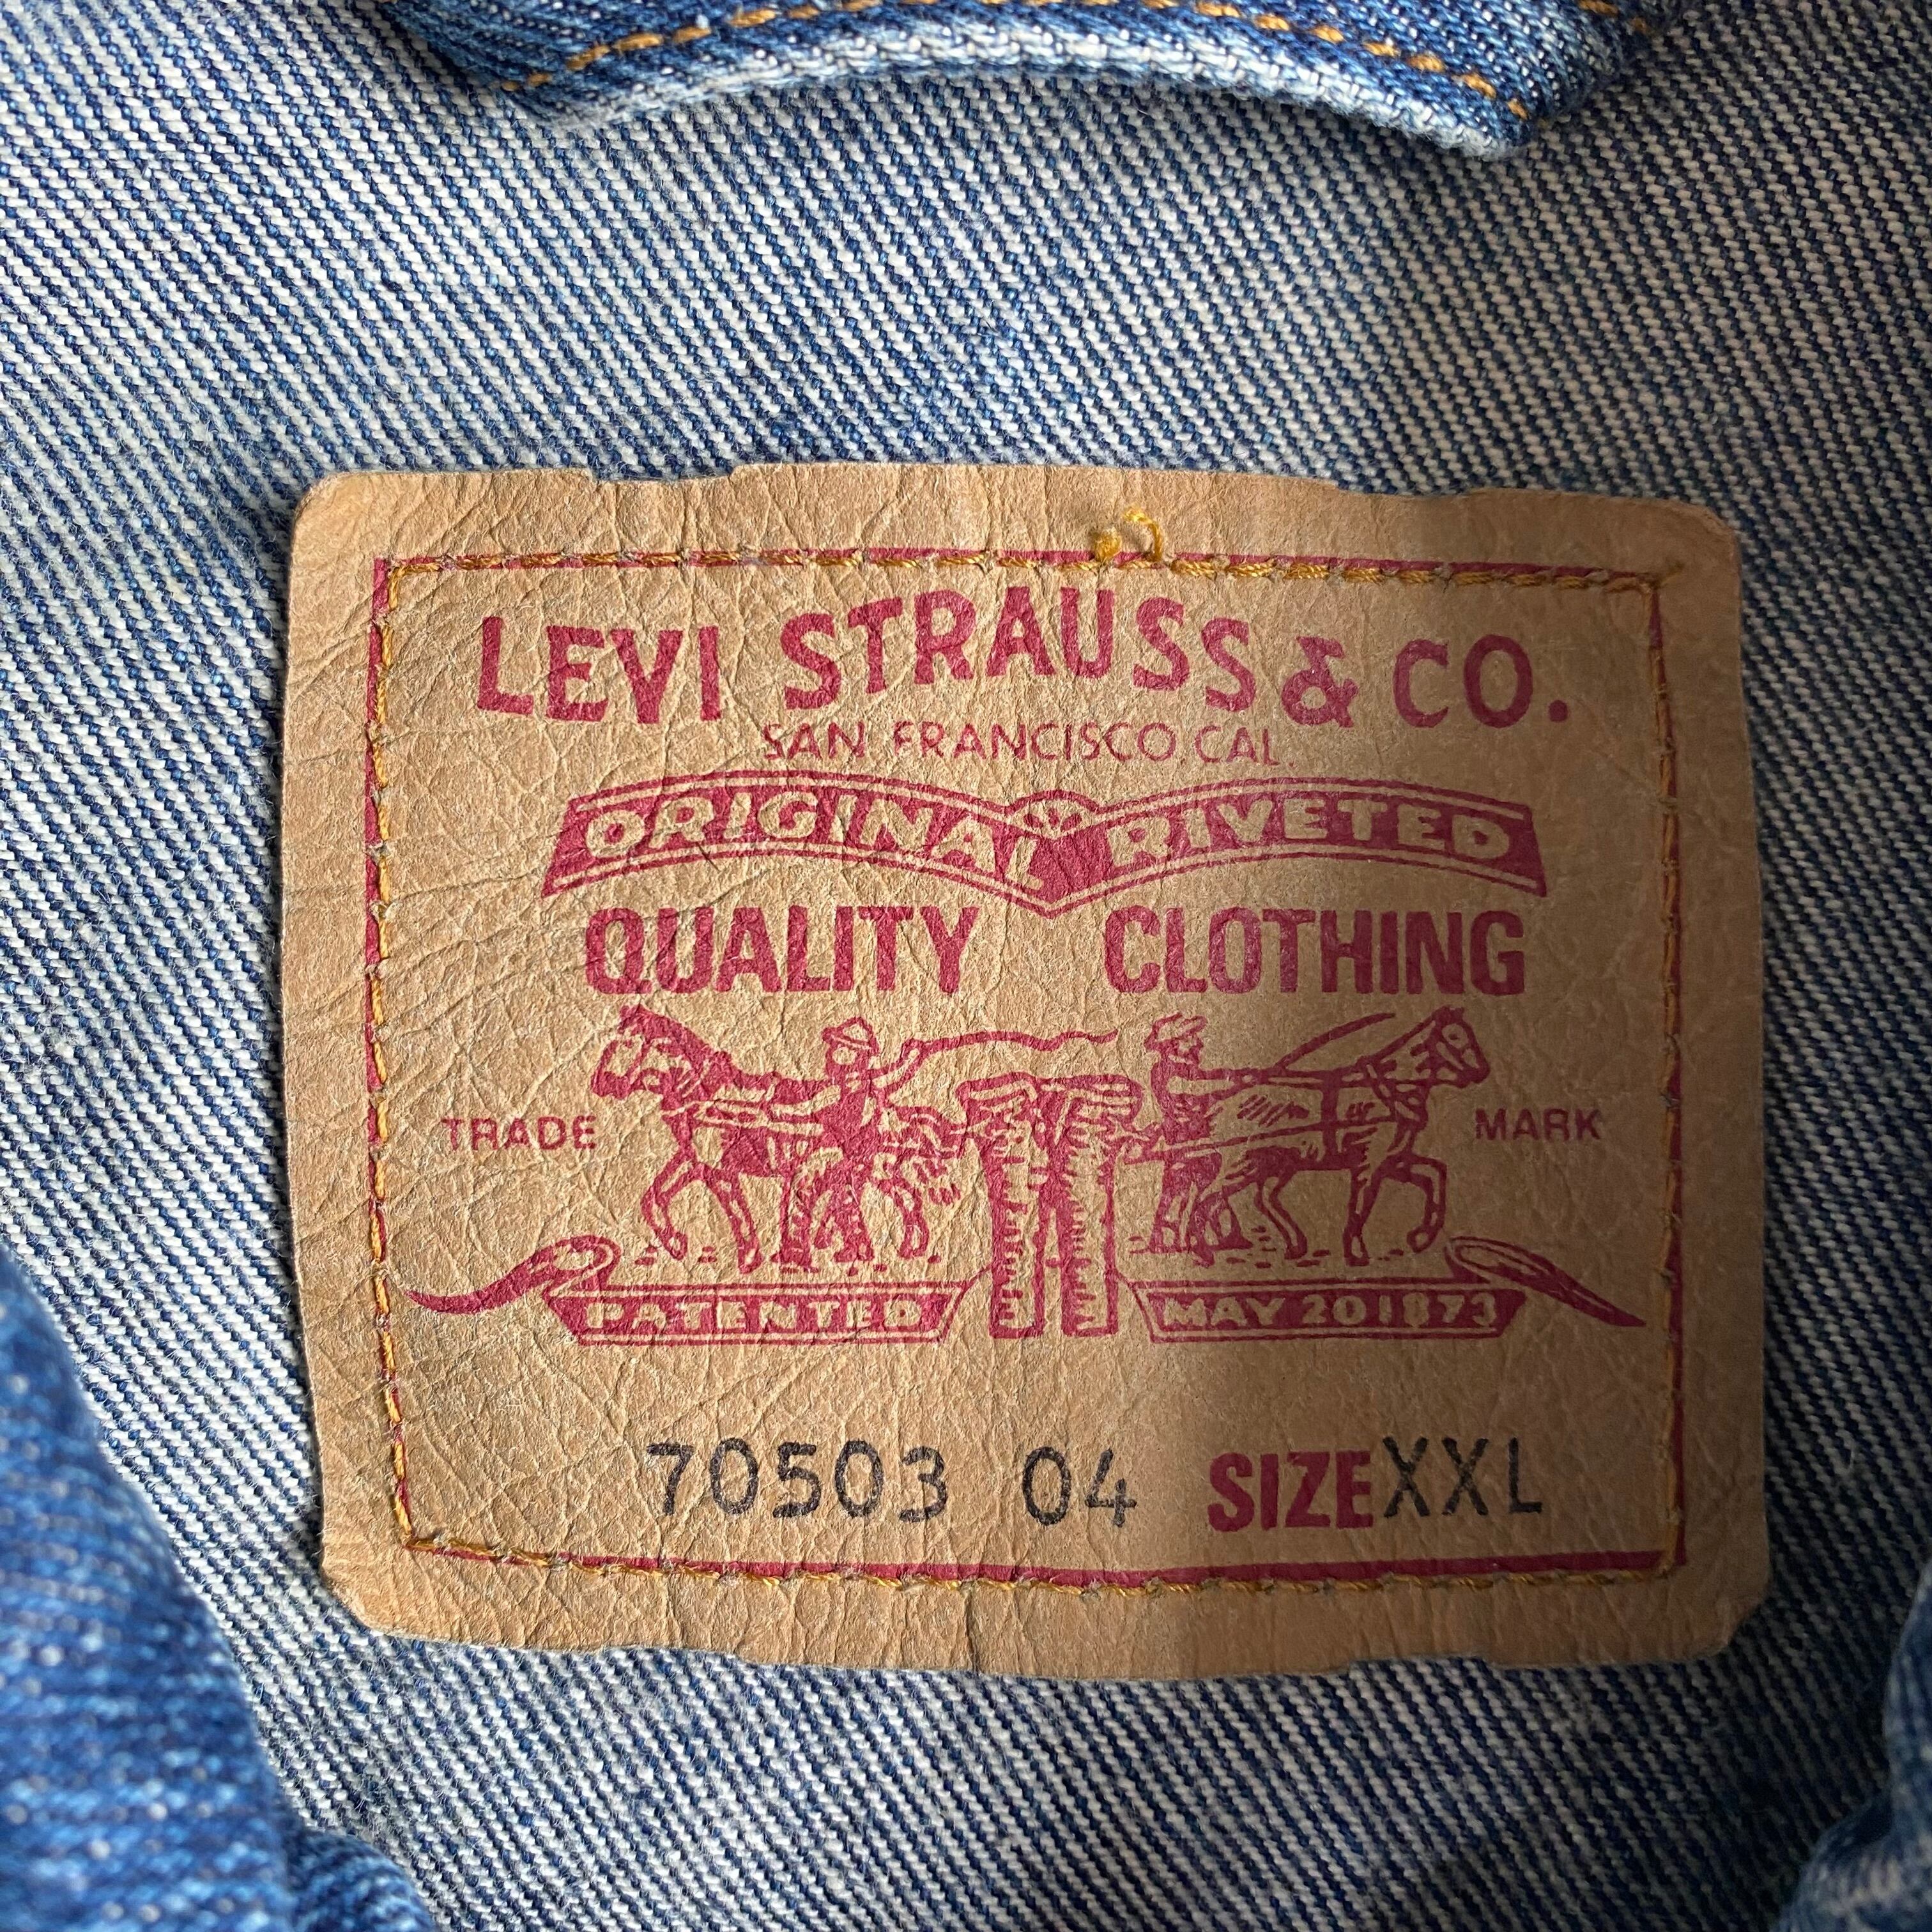 LEVI STRAUSS & CO.
SAN FRANCISCO, CAL.
ORIGINAL RIVETED
QUALITY CLOTHING
TRADE MARK
PATENTED MAY 20 1873
70503 04 SIZE XXL